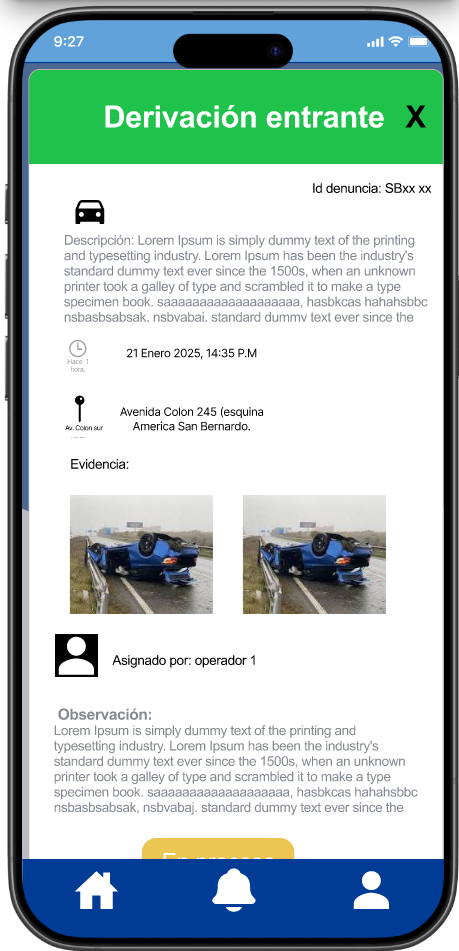 9:27
Derivación entrante X
Id denuncia: SBxx xx
Descripción: Lorem Ipsum is simply dummy text of the printing
and typesetting industry. Lorem Ipsum has been the industry's
standard dummy text ever since the 1500s, when an unknown
printer took a galley of type and scrambled it to make a type
specimen book. saaaaaaaaaaaaaaaaaaaa, hasbkcas hahahsbbc
nsbasbsabsak, nsbvabaj. standard dummy text ever since the
Hace 1
hora.
21 Enero 2025, 14:35 P.M
Av. Colon sur
Avenida Colon 245 (esquina
America San Bernardo.
Evidencia:
Asignado por: operador 1
Observación:
Lorem Ipsum is simply dummy text of the printing and
typesetting industry. Lorem Ipsum has been the industry's
standard dummy text ever since the 1500s, when an unknown
printer took a galley of type and scrambled it to make a type
specimen book. saaaaaaaaaaaaaaaaaaaa, hasbkcas hahahsbbc
nsbasbsabsak, nsbvabaj. standard dummy text ever since the
En proceso